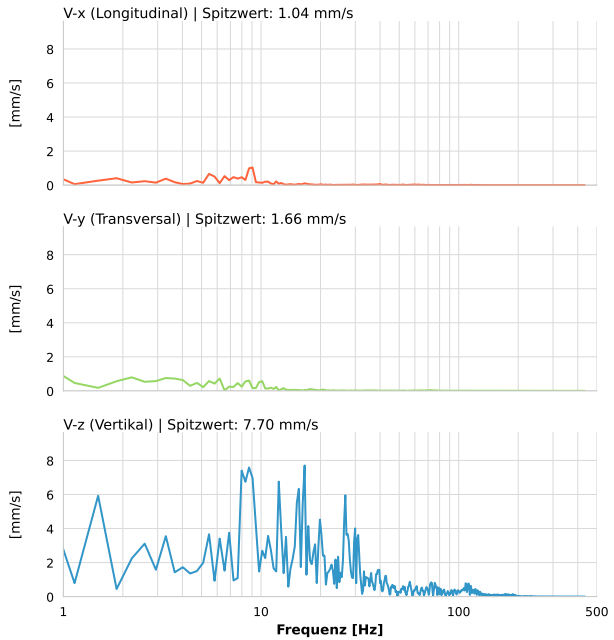 V-x (Longitudinal) | Spitzwert: 1.04 mm/s
8
6
4
2
0
[mm/s]
V-y (Transversal) | Spitzwert: 1.66 mm/s
8
6
4
2
0
[mm/s]
V-z (Vertikal) | Spitzwert: 7.70 mm/s
8
6
4
2
0
[mm/s]
1 10 100 500
Frequenz [Hz]